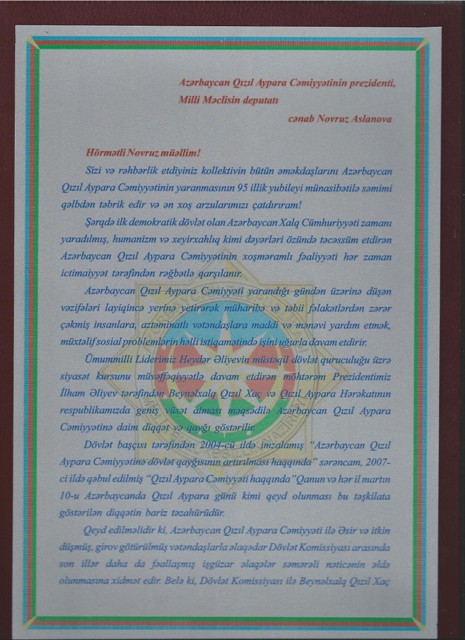 Azərbaycan Qızıl Aypara Cəmiyyətinin prezidenti,
Milli Məclisin deputatı
cənab Novruz Aslanova
Hörmətli Novruz müəllim!
Sizi və rəhbərlik etdiyiniz kollektivin bütün əməkdaşlarını Azərbaycan
Qızıl Aypara Cəmiyyətinin yaranmasının 95 illik yubileyi münasibətilə səmimi
qəlbdən təbrik edir və ən xoş arzularımızı çatdırıram!
Şərqdə ilk demokratik dövlət olan Azərbaycan Xalq Cümhuriyyəti zamanı
yaradılmış, humanizm və xeyirxahlıq kimi dəyərləri özündə təcəssüm etdirən
Azərbaycan Qızıl Aypara Cəmiyyətinin xoşməramlı fəaliyyəti hər zaman
ictimaiyyət tərəfindən rəğbətlə qarşılanır.
Azərbaycan Qızıl Aypara Cəmiyyəti yarandığı gündən üzərinə düşən
vəzifələri layiqincə yerinə yetirərək müharibə və təbii fəlakətlərdən zərər
çəkmiş insanlara, aztəminatlı vətəndaşlara maddi və mənəvi yardım etmək,
müxtəlif sosial problemlərin həlli istiqamətində işini uğurla davam etdirir.
Ümummilli Liderimiz Heydər Əliyevin müstəqil dövlət quruculuğu üzrə
siyasət kursunu müvəffəqiyyətlə davam etdirən möhtərəm Prezidentimiz
İlham Əliyev tərəfindən Beynəlxalq Qızıl Xaç və Qızıl Aypara Hərəkatının
respublikamızda geniş vüsət alması məqsədilə Azərbaycan Qızıl Aypara
Cəmiyyətinə daim diqqət və qayğı göstərilir.
Dövlət başçısı tərəfindən 2004-cü ildə imzalamış "Azərbaycan Qızıl
Aypara Cəmiyyətinə dövlət qayğısının artırılması haqqında" sərəncam, 2007-
ci ildə qəbul edilmiş "Qızıl Aypara Cəmiyyəti haqqında" Qanun və hər il martın
10-u Azərbaycanda Qızıl Aypara günü kimi qeyd olunması bu təşkilata
göstərilən diqqətin bariz təzahürüdür.
Qeyd edilməlidir ki, Azərbaycan Qızıl Aypara Cəmiyyəti ilə Əsir və itkin
düşmüş, girov götürülmüş vətəndaşlarla əlaqədar Dövlət Komissiyası arasında
son illər daha da fəallaşmış işgüzar əlaqələr səmərəli nəticənin əldə
olunmasına xidmət edir. Belə ki, Dövlət Komissiyası ilə Beynəlxalq Qızıl Xaç